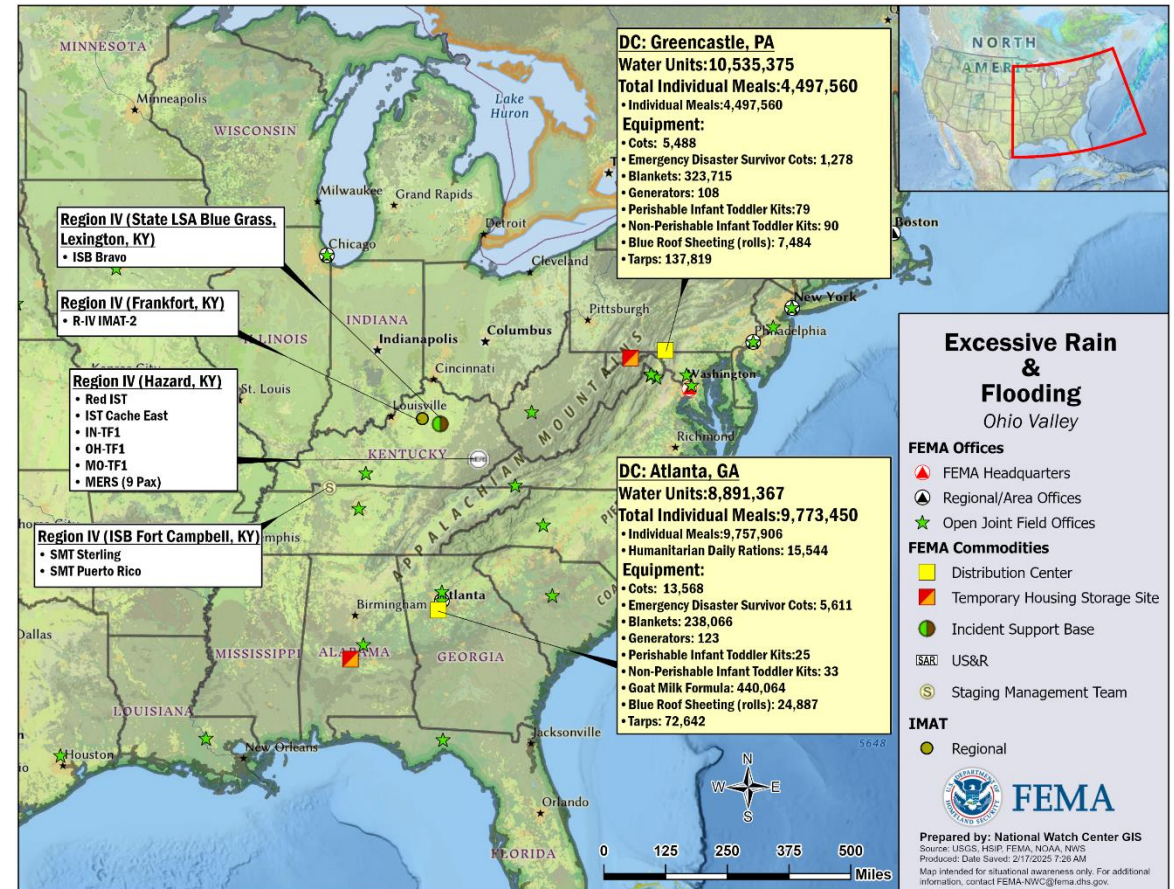 MINNESOTA
Minneapolis
WISCONSIN
Lake
Huron
Milwaukee
Grand Rapids
Detroit
Chicago
Cleveland
Pittsburgh
INDIANA
Columbus
Indianapolis
ILLINOIS
Cincinnati
St. Louis
Louisville
KENTUCKY
APPALACHIAN MOUNTAINS
MERS
S
Boston
New York
Philadelphia
Washington
Richmond
Birmingham
Atlanta
MISSISSIPPI
ALABAMA
GEORGIA
LOUISIANA
Dallas
Houston
New Orleans
Jacksonville
Orlando
FLORIDA
5648
Region IV (State LSA Blue Grass,
Lexington, KY)
• ISB Bravo
Region IV (Frankfort, KY)
• R-IV IMAT-2
Region IV (Hazard, KY)
• Red IST
• IST Cache East
• IN-TF1
• OH-TF1
• MO-TF1
• MERS (9 Pax)
Region IV (ISB Fort Campbell, KY)
• SMT Sterling
• SMT Puerto Rico
DC: Greencastle, PA
Water Units:10,535,375
Total Individual Meals:4,497,560
• Individual Meals:4,497,560
Equipment:
• Cots: 5,488
• Emergency Disaster Survivor Cots: 1,278
• Blankets: 323,715
• Generators: 108
• Perishable Infant Toddler Kits:79
• Non-Perishable Infant Toddler Kits: 90
• Blue Roof Sheeting (rolls): 7,484
• Tarps: 137,819
DC: Atlanta, GA
Water Units:8,891,367
Total Individual Meals:9,773,450
• Individual Meals:9,757,906
• Humanitarian Daily Rations: 15,544
Equipment:
• Cots: 13,568
• Emergency Disaster Survivor Cots: 5,611
• Blankets: 238,066
• Generators: 123
• Perishable Infant Toddler Kits:25
• Non-Perishable Infant Toddler Kits: 33
• Goat Milk Formula: 440,064
• Blue Roof Sheeting (rolls): 24,887
• Tarps: 72,642
NORTH
AMERICA
Excessive Rain
&
Flooding
Ohio Valley
FEMA Offices
FEMA Headquarters
Regional/Area Offices
Open Joint Field Offices
FEMA Commodities
Distribution Center
Temporary Housing Storage Site
Incident Support Base
SAR US&R
S Staging Management Team
IMAT
Regional
FEMA
Prepared by: National Watch Center GIS
Source: USGS, HSIP, FEMA, NOAA, NWS
Produced: Date Saved: 2/17/2025 7:26 AM
Map intended for situational awareness only. For additional
information, contact FEMA-NWC@fema.dhs.gov.
N
W E
S
0 125 250 375 500
Miles